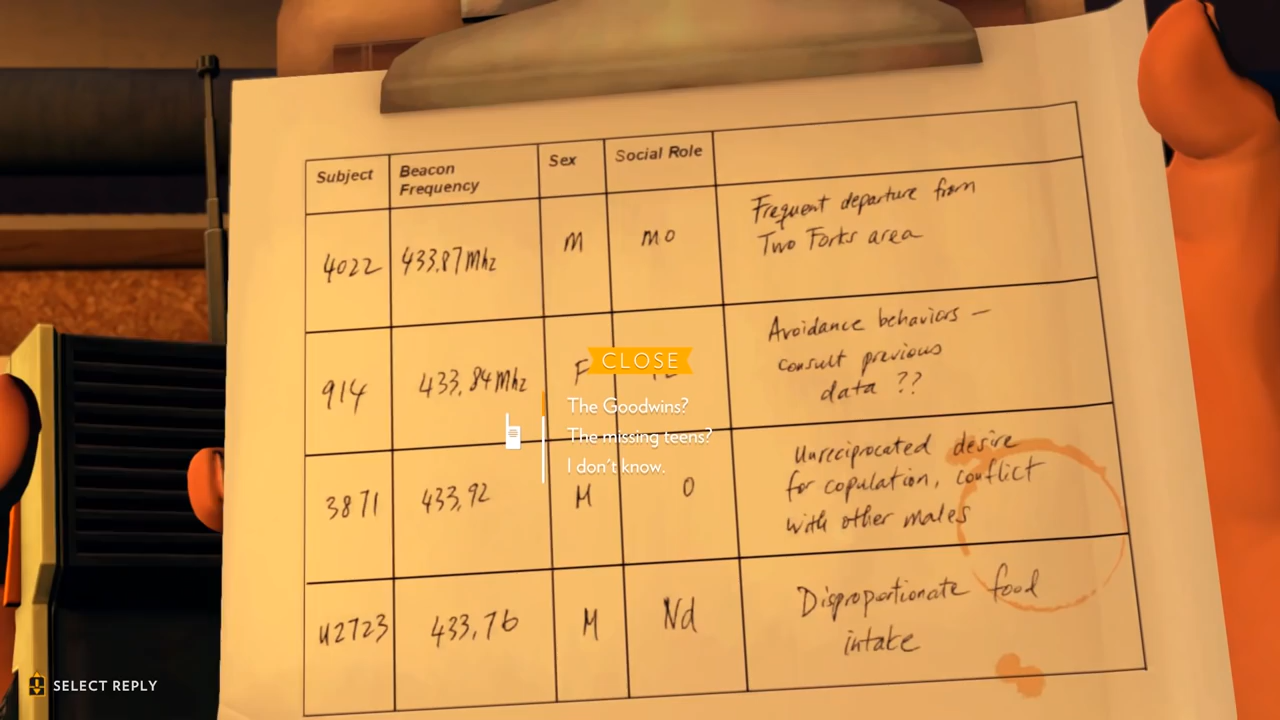 Subject
Beacon
Frequency
Sex
Social Role
4022
433.87Mhz
M
mo
Frequent departure from
Two Forks area
914
433.84Mhz
F
Avoidance behaviors –
consult previous
data ??
3871
433.92
M
O
Unreciprocated desire
for copulation, conflict
with other males
U2723
433.76
M
Nd
Disproportionate food
intake
CLOSE
The Goodwins?
The missing teens?
I don't know.
SELECT REPLY